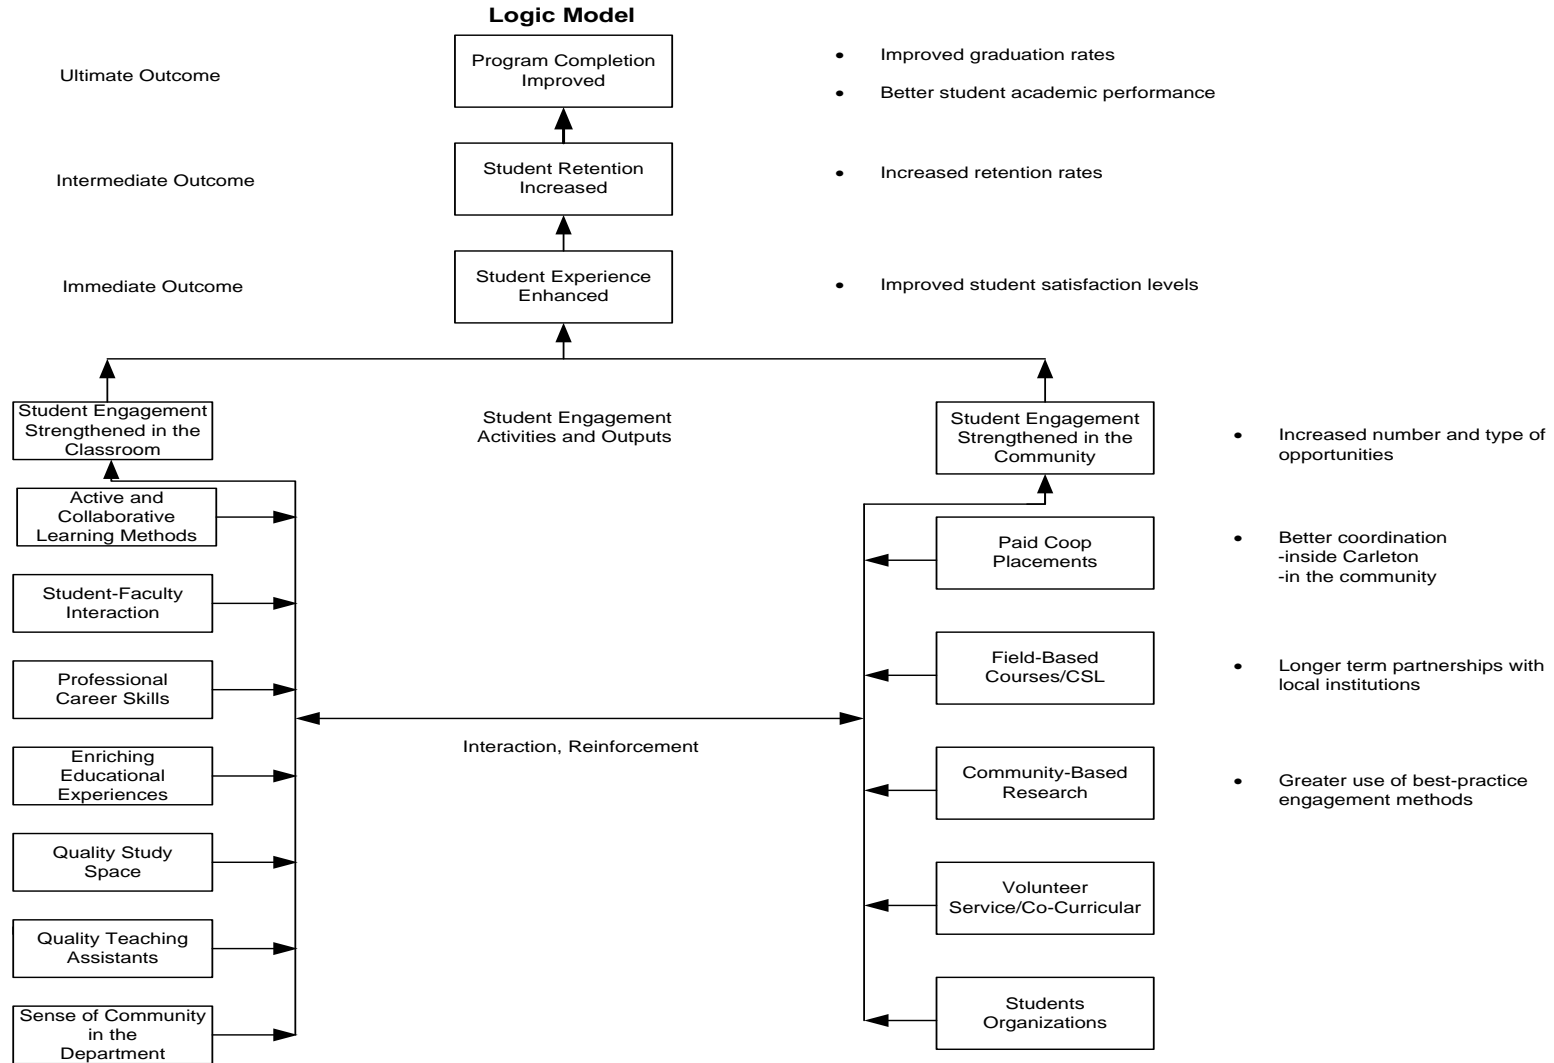 Logic Model
Ultimate Outcome
Program Completion
Improved
• Improved graduation rates
• Better student academic performance
Intermediate Outcome
Student Retention
Increased
• Increased retention rates
Immediate Outcome
Student Experience
Enhanced
• Improved student satisfaction levels
Student Engagement
Strengthened in the
Classroom
Student Engagement
Activities and Outputs
Student Engagement
Strengthened in the
Community
• Increased number and type of
opportunities
Active and
Collaborative
Learning Methods
Student-Faculty
Interaction
Professional
Career Skills
Enriching
Educational
Experiences
Quality Study
Space
Quality Teaching
Assistants
Sense of Community
in the
Department
Interaction, Reinforcement
Paid Coop
Placements
Field-Based
Courses/CSL
Community-Based
Research
Volunteer
Service/Co-Curricular
Students
Organizations
• Better coordination
-inside Carleton
-in the community
• Longer term partnerships with
local institutions
• Greater use of best-practice
engagement methods